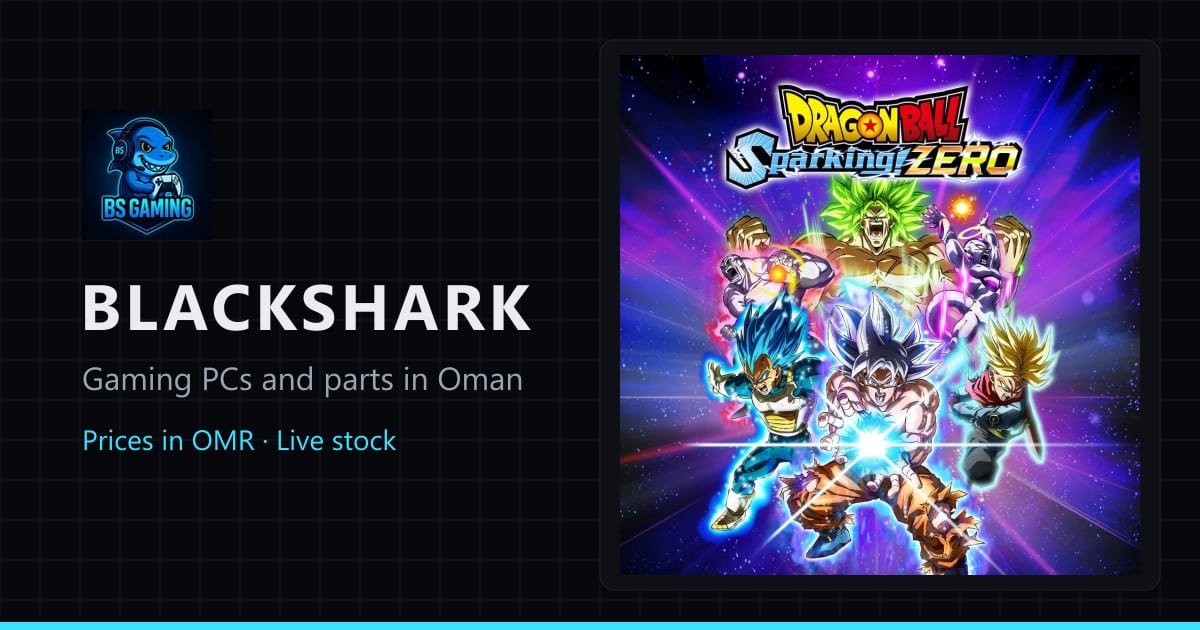 BS
BS GAMING
BLACKSHARK
Gaming PCs and parts in Oman
Prices in OMR · Live stock
DRAGON BALL
Sparking! ZERO